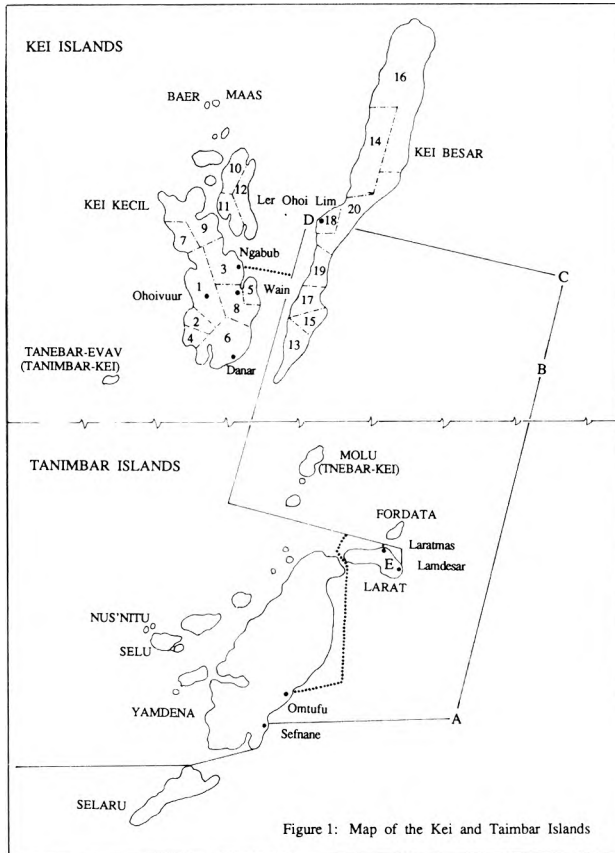 KEI ISLANDS
16
BAER
MAAS
14
KEI BESAR
10
12
11
Ler Ohoi Lim
20
KEI KECIL
D
18
9
7
Ngabub
3
19
C
1
5
Wain
Ohoivuur
8
17
2
15
4
6
13
TANEBAR-EVAV
(TANIMBAR-KEI)
Danar
B
TANIMBAR ISLANDS
MOLU
(TNEBAR-KEI)
FORDATA
Laratmas
E
Lamdesar
LARAT
NUS'NITU
SELU
Omtufu
YAMDENA
A
Sefnane
SELARU
Figure 1: Map of the Kei and Taimbar Islands